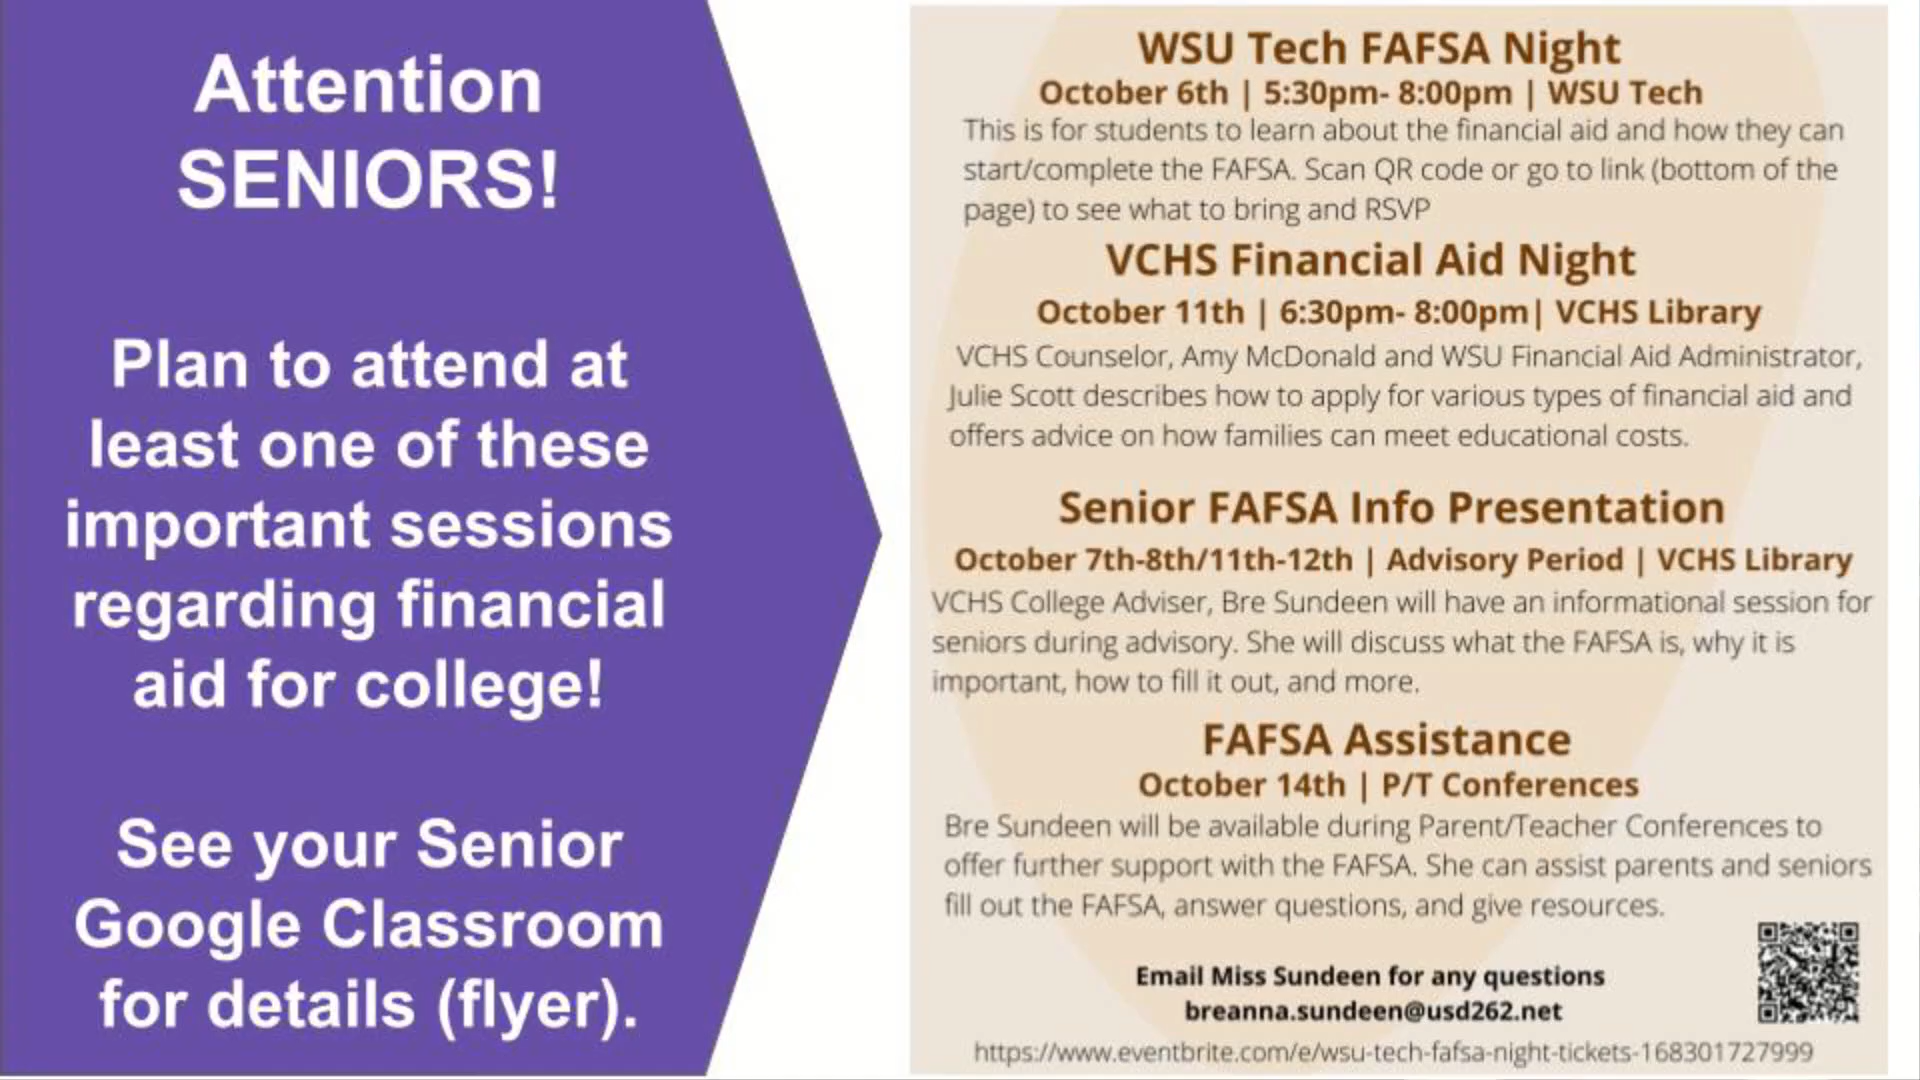 Attention
SENIORS!
Plan to attend at
least one of these
important sessions
regarding financial
aid for college!
See your Senior
Google Classroom
for details (flyer).
WSU Tech FAFSA Night
October 6th | 5:30pm- 8:00pm | WSU Tech
This is for students to learn about the financial aid and how they can
start/complete the FAFSA. Scan QR code or go to link (bottom of the
page) to see what to bring and RSVP
VCHS Financial Aid Night
October 11th | 6:30pm- 8:00pm| VCHS Library
VCHS Counselor, Amy McDonald and WSU Financial Aid Administrator,
Julie Scott describes how to apply for various types of financial aid and
offers advice on how families can meet educational costs.
Senior FAFSA Info Presentation
October 7th-8th/11th-12th | Advisory Period | VCHS Library
VCHS College Adviser, Bre Sundeen will have an informational session for
seniors during advisory. She will discuss what the FAFSA is, why it is
important, how to fill it out, and more.
FAFSA Assistance
October 14th | P/T Conferences
Bre Sundeen will be available during Parent/Teacher Conferences to
offer further support with the FAFSA. She can assist parents and seniors
fill out the FAFSA, answer questions, and give resources.
Email Miss Sundeen for any questions
breanna.sundeen@usd262.net
https://www.eventbrite.com/e/wsu-tech-fafsa-night-tickets-168301727999